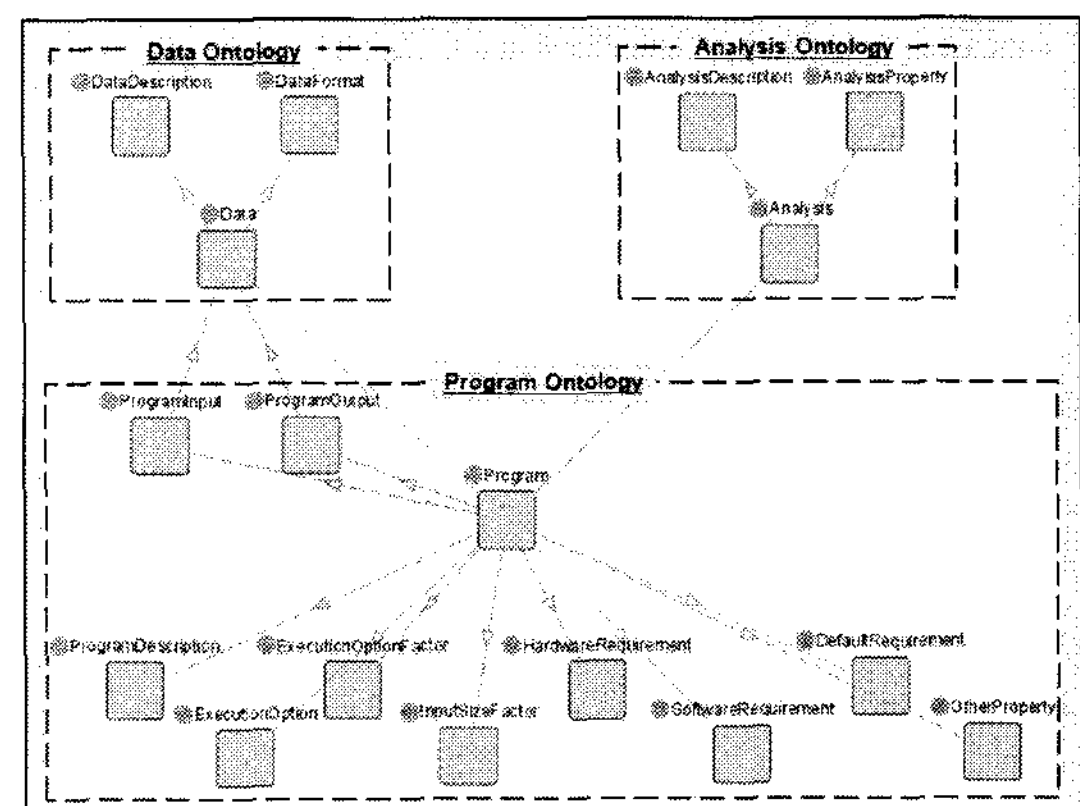 Data Ontology
DataDescription
DataFormat
Data
Analysis Ontology
AnalysisDescription
AnalysisProperty
Analysis
Program Ontology
ProgramInput
ProgramOutput
Program
ProgramDescription
ExecutionOptionFactor
HardwareRequirement
DefaultRequirement
ExecutionOption
InputSizeFactor
SoftwareRequirement
OtherProperty